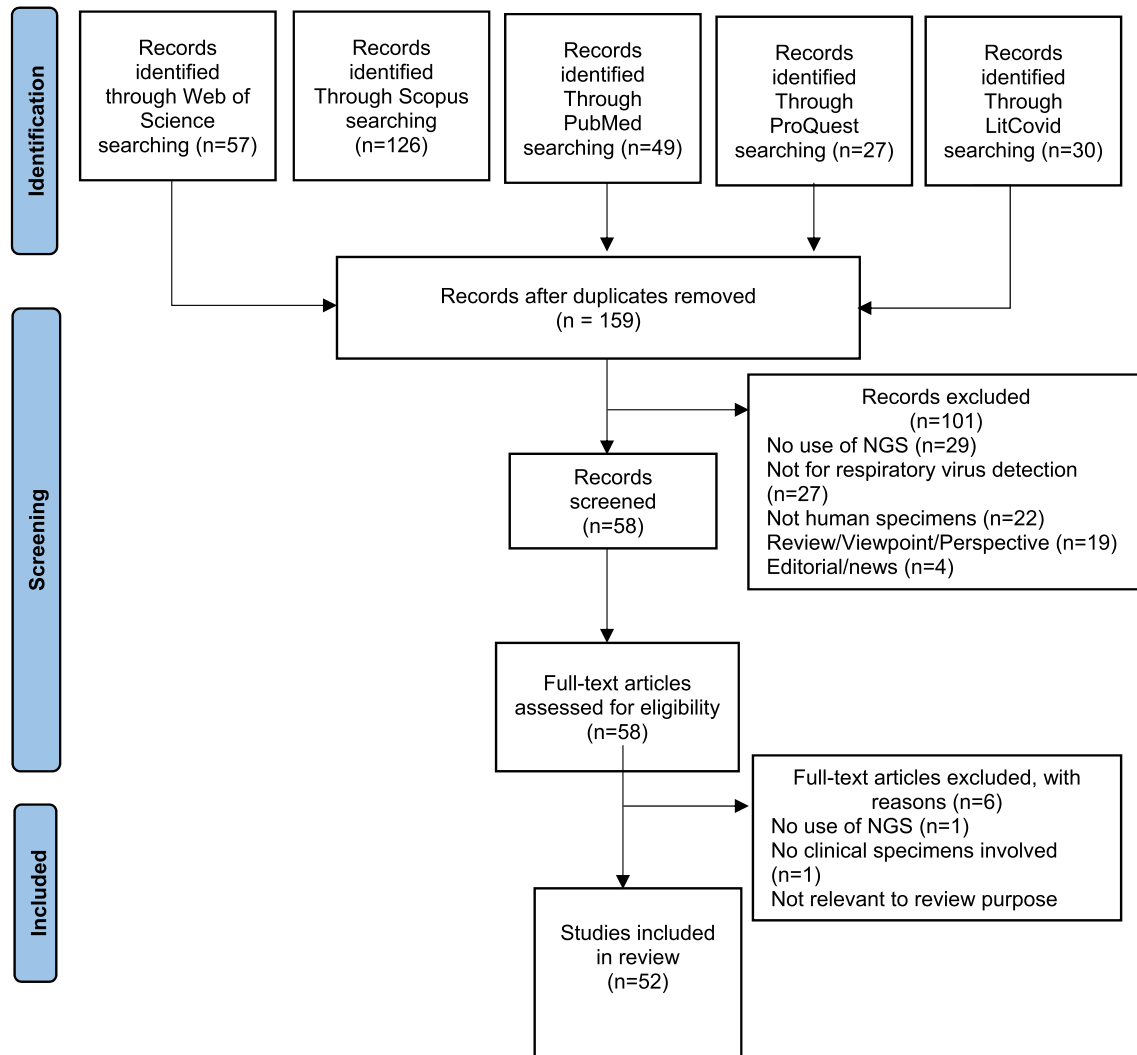 Identification
Records
identified
through Web of
Science
searching (n=57)
Records
identified
Through Scopus
searching
(n=126)
Records
identified
Through
PubMed
searching (n=49)
Records
identified
Through
ProQuest
searching (n=27)
Records
identified
Through
LitCovid
searching (n=30)
Records after duplicates removed
(n = 159)
Screening
Records excluded
(n=101)
No use of NGS (n=29)
Not for respiratory virus detection
(n=27)
Not human specimens (n=22)
Review/Viewpoint/Perspective (n=19)
Editorial/news (n=4)
Records
screened
(n=58)
Full-text articles
assessed for eligibility
(n=58)
Full-text articles excluded, with
reasons (n=6)
No use of NGS (n=1)
No clinical specimens involved
(n=1)
Not relevant to review purpose
Included
Studies included
in review
(n=52)